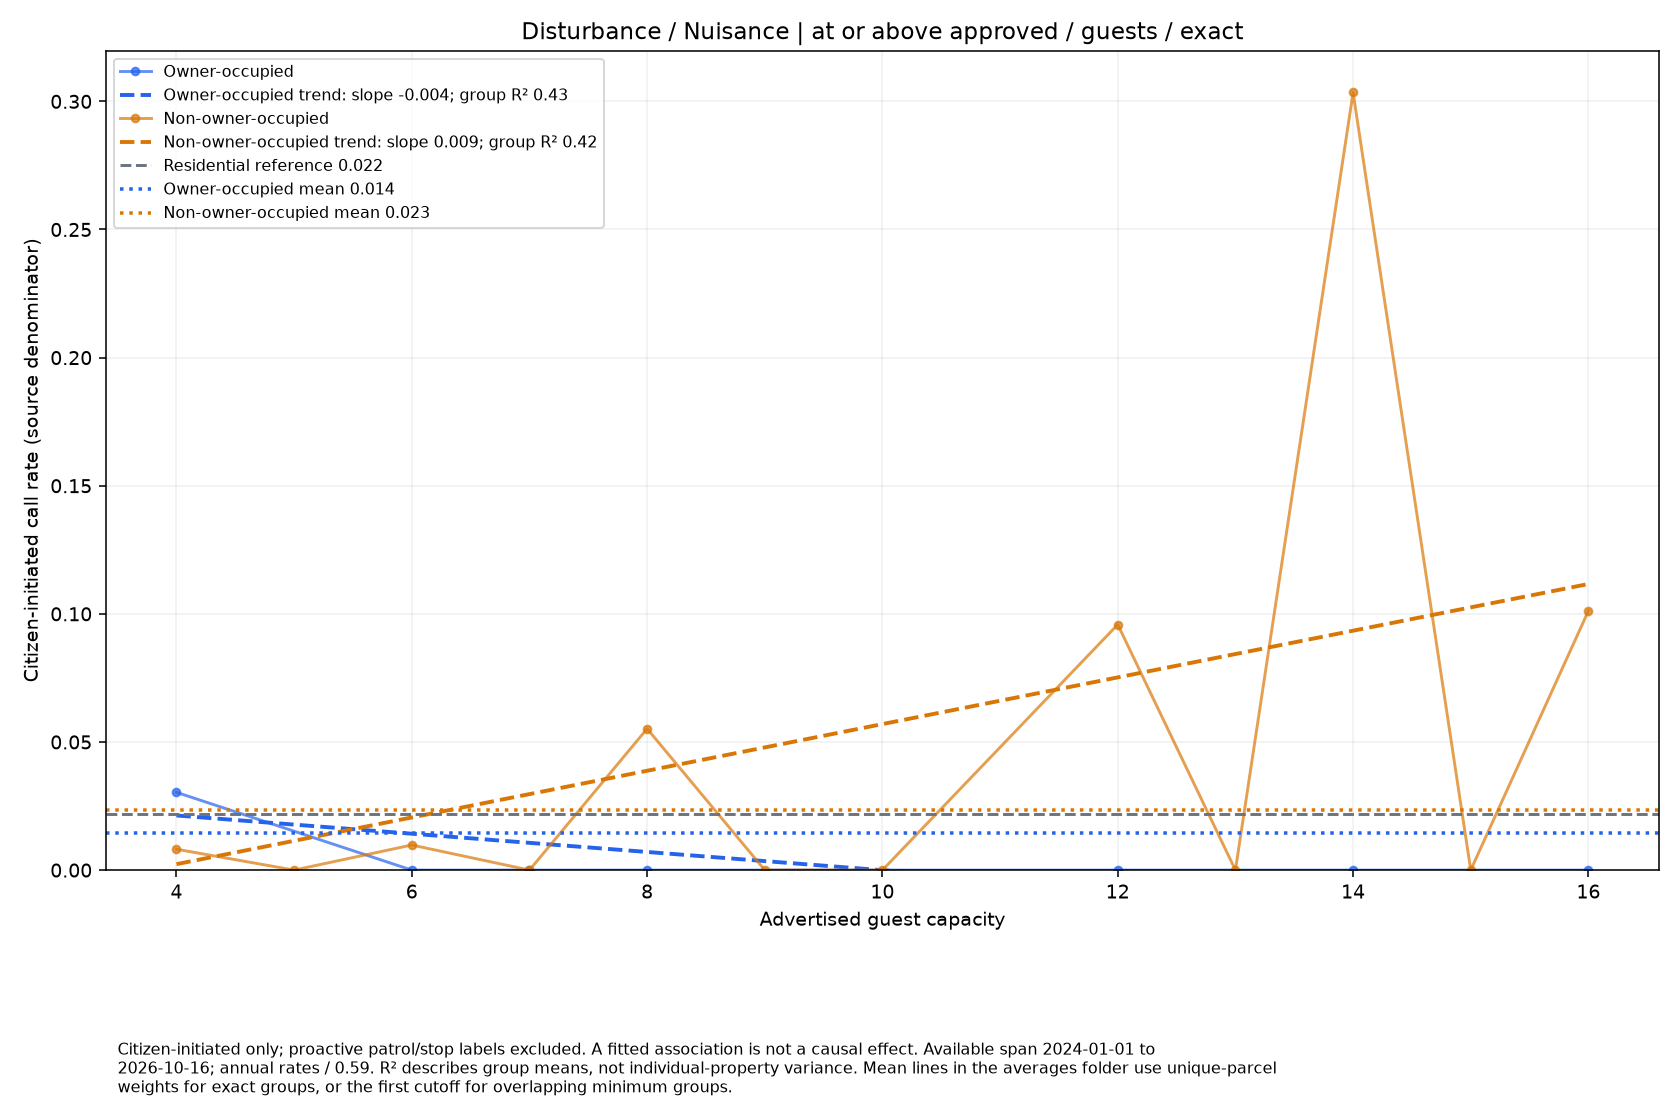 Disturbance / Nuisance | at or above approved / guests / exact
Owner-occupied
Owner-occupied trend: slope -0.004; group R² 0.43
Non-owner-occupied
Non-owner-occupied trend: slope 0.009; group R² 0.42
Residential reference 0.022
Owner-occupied mean 0.014
Non-owner-occupied mean 0.023
Citizen-initiated call rate (source denominator)
0.30
0.25
0.20
0.15
0.10
0.05
0.00
4 6 8 10 12 14 16
Advertised guest capacity
Citizen-initiated only; proactive patrol/stop labels excluded. A fitted association is not a causal effect. Available span 2024-01-01 to
2026-10-16; annual rates / 0.59. R² describes group means, not individual-property variance. Mean lines in the averages folder use unique-parcel
weights for exact groups, or the first cutoff for overlapping minimum groups.